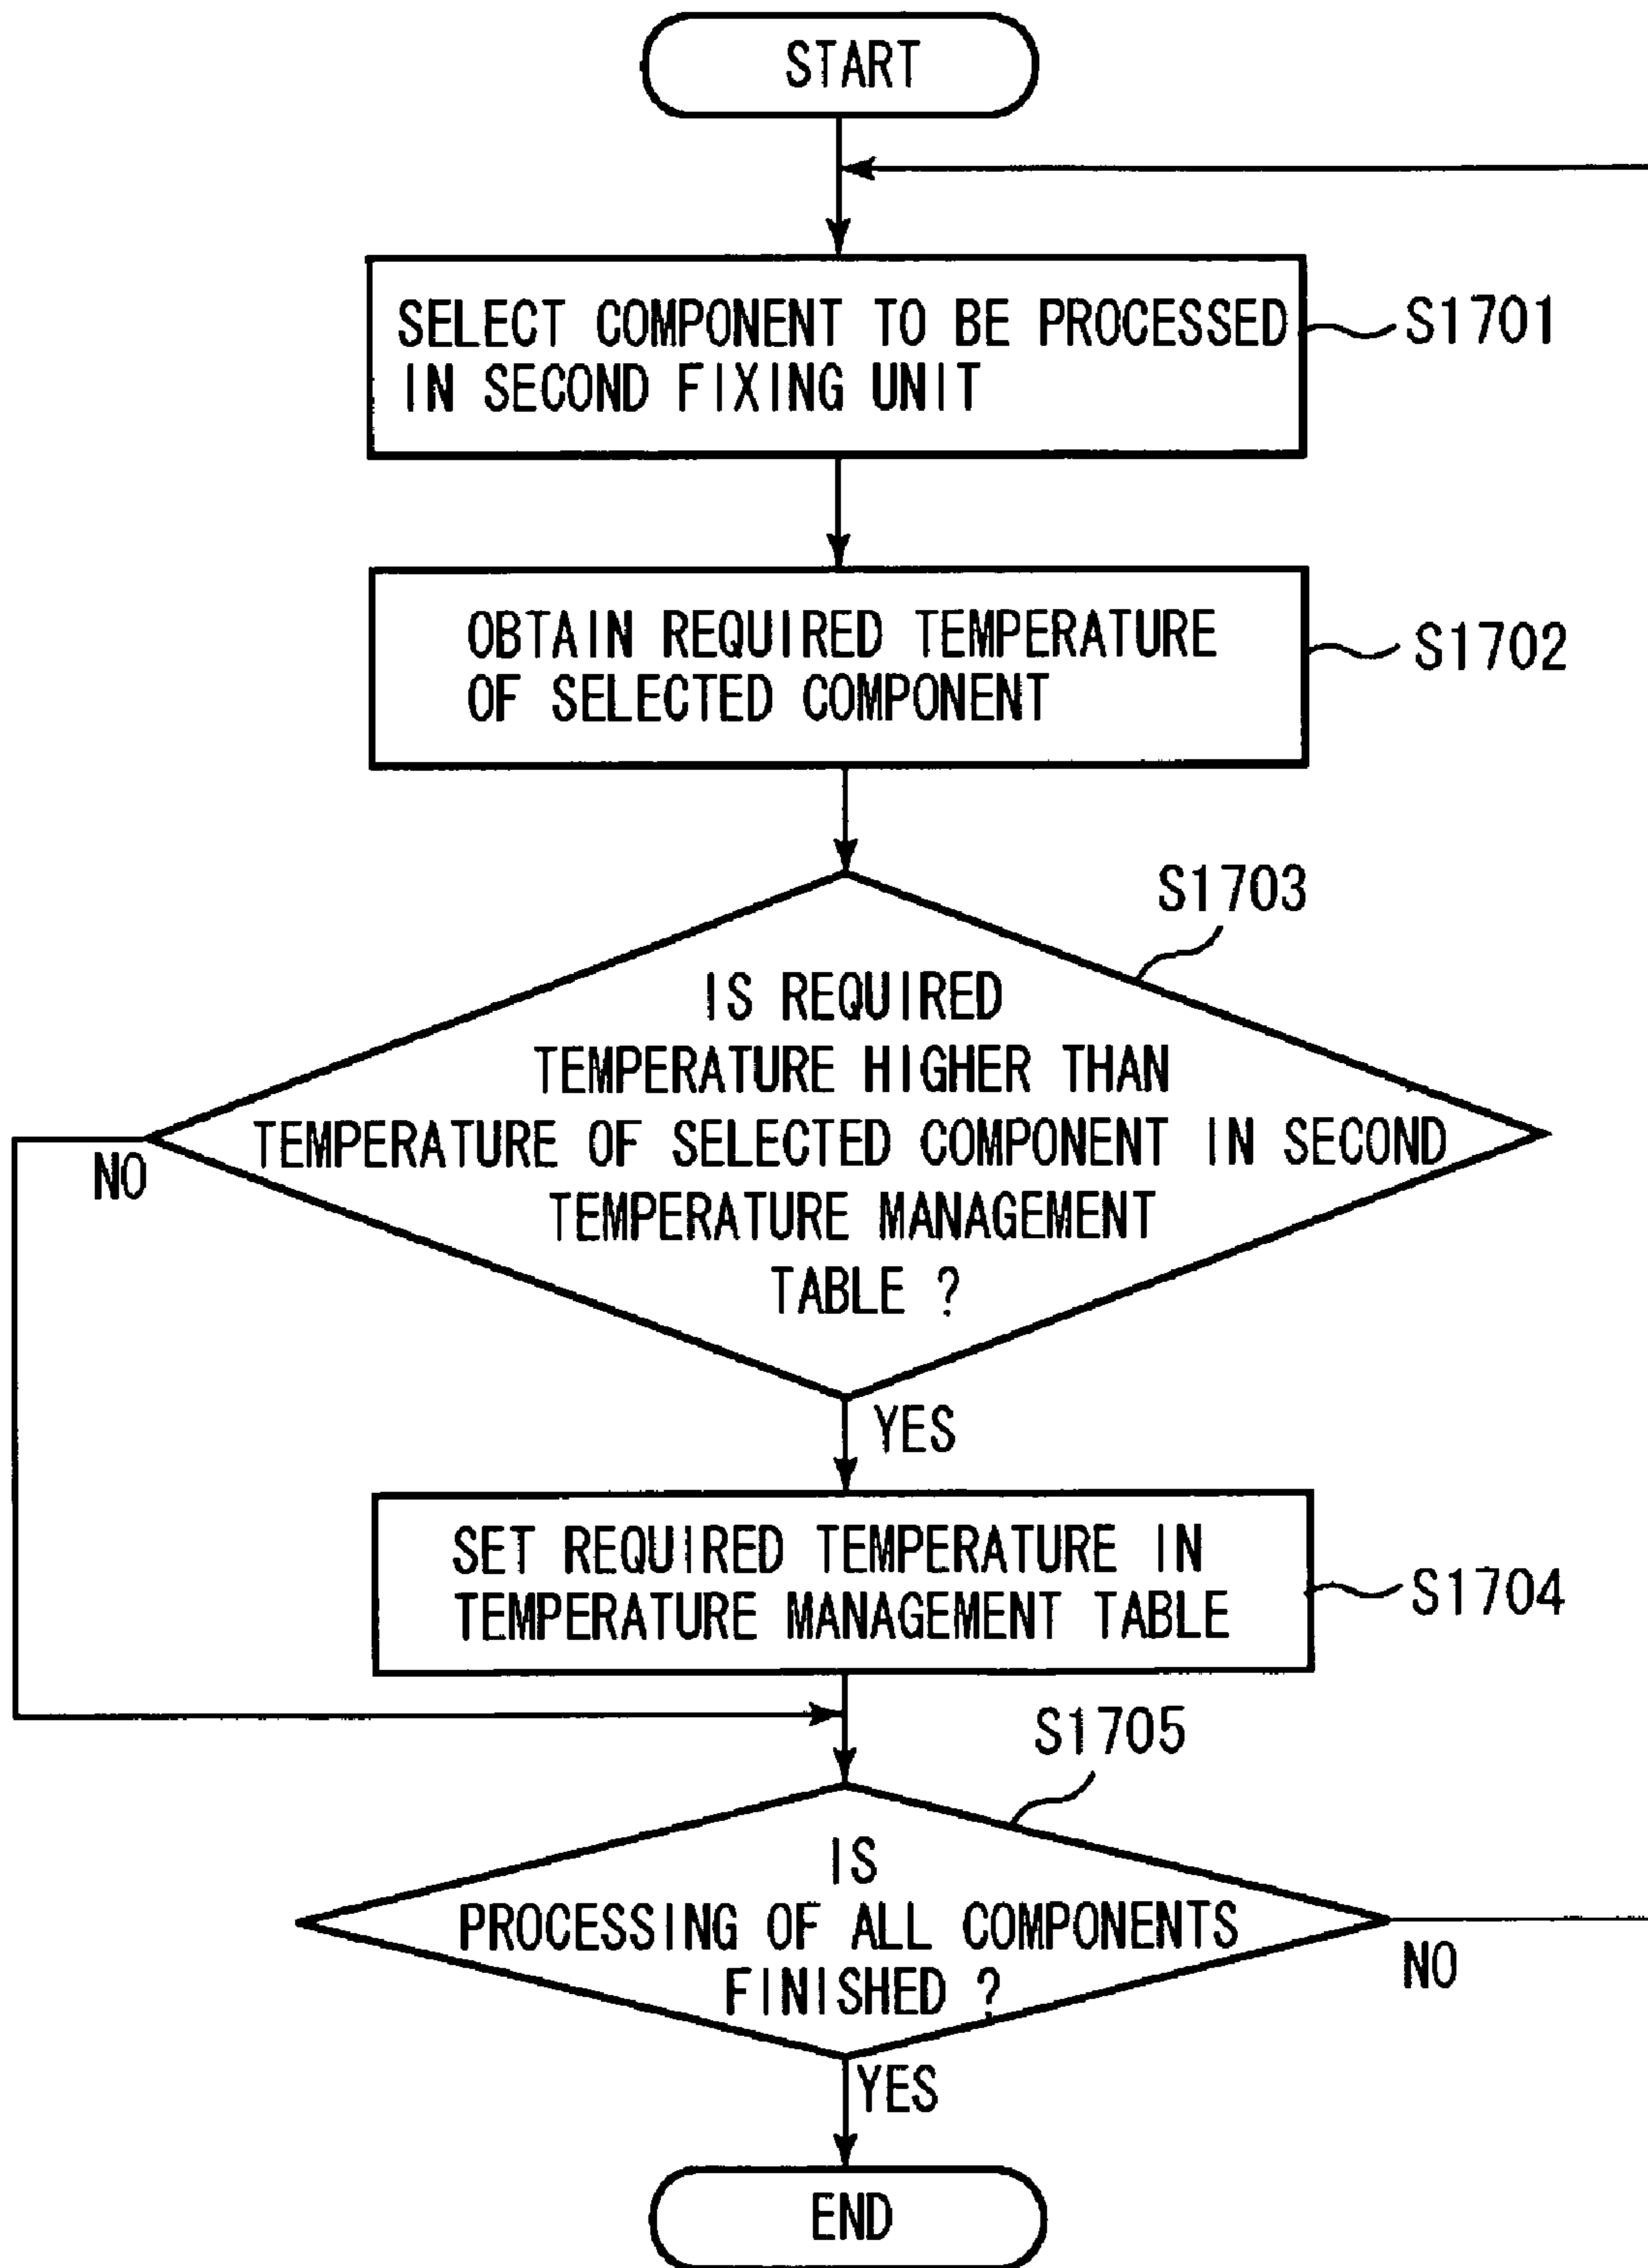 START
SELECT COMPONENT TO BE PROCESSED
IN SECOND FIXING UNIT
S1701
OBTAIN REQUIRED TEMPERATURE
OF SELECTED COMPONENT
S1702
S1703
IS REQUIRED
TEMPERATURE HIGHER THAN
TEMPERATURE OF SELECTED COMPONENT IN SECOND
TEMPERATURE MANAGEMENT
TABLE ?
NO
YES
SET REQUIRED TEMPERATURE IN
TEMPERATURE MANAGEMENT TABLE
S1704
S1705
IS
PROCESSING OF ALL COMPONENTS
FINISHED ?
NO
YES
END